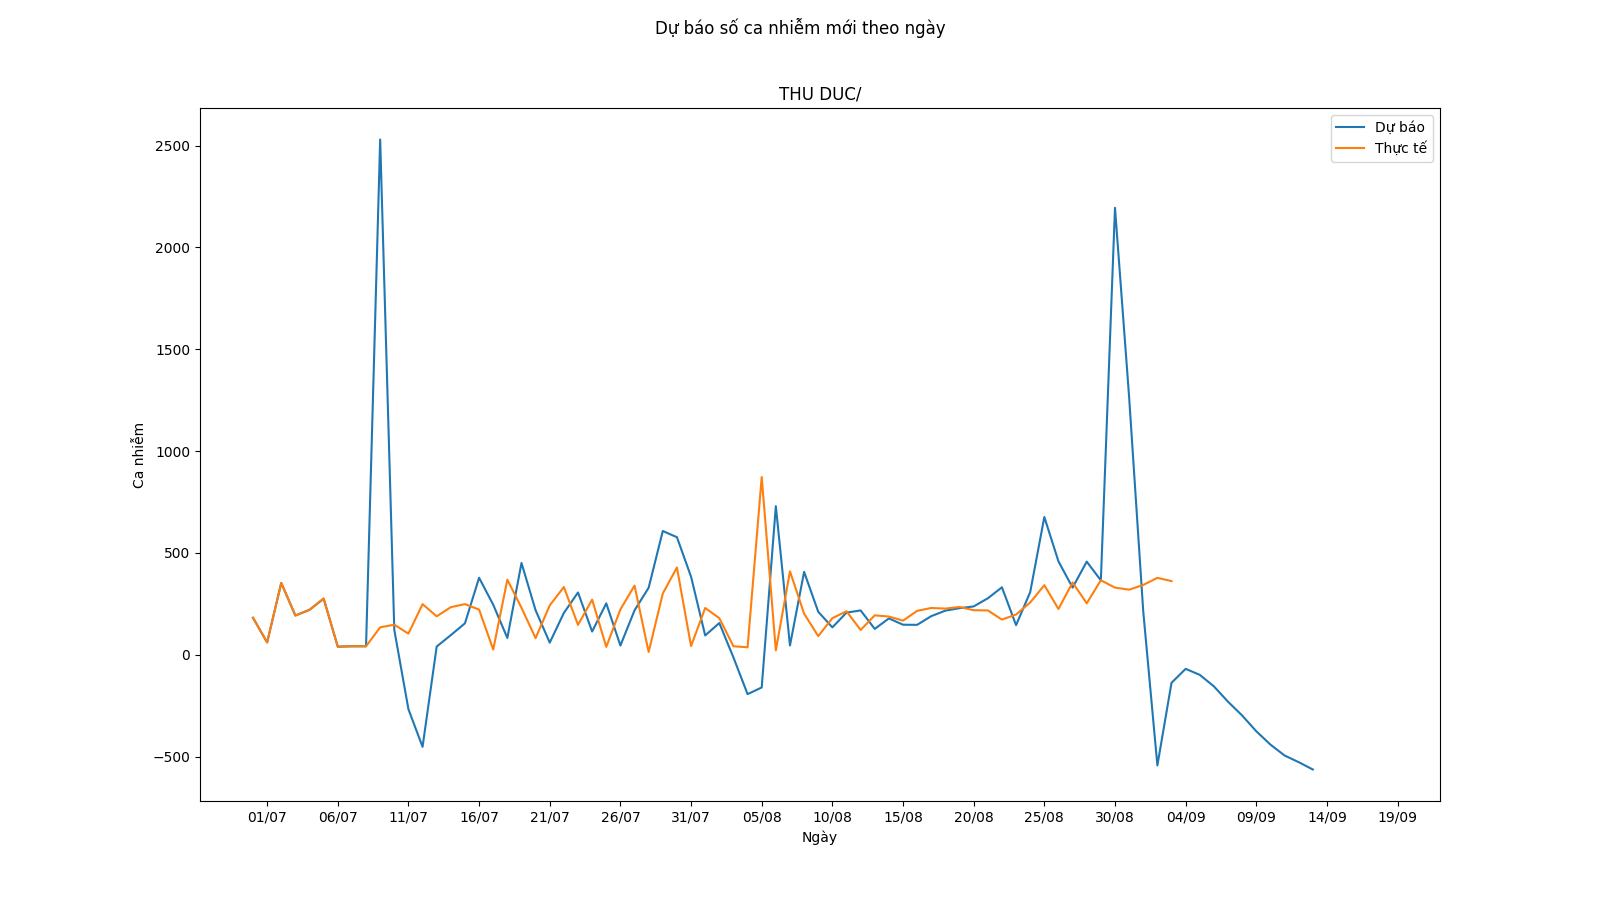 Dự báo số ca nhiễm mới theo ngày
THU DUC/
Dự báo
Thực tế
2500
2000
1500
1000
500
0
−500
Ca nhiễm
01/07 06/07 11/07 16/07 21/07 26/07 31/07 05/08 10/08 15/08 20/08 25/08 30/08 04/09 09/09 14/09 19/09
Ngày